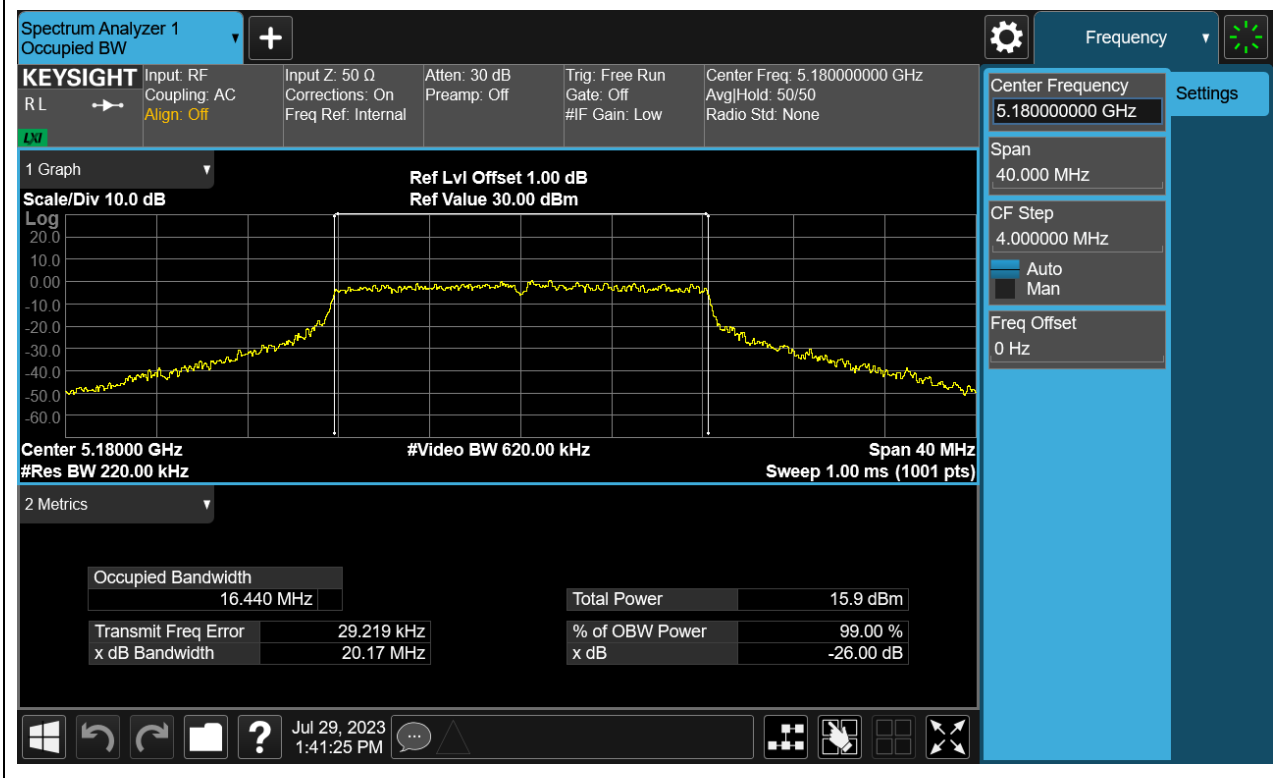 Spectrum Analyzer 1
Occupied BW
Frequency
KEYSIGHT
R L
LXI
Input: RF
Coupling: AC
Align: Off
Input Z: 50 Ω
Corrections: On
Freq Ref: Internal
Atten: 30 dB
Preamp: Off
Trig: Free Run
Gate: Off
#IF Gain: Low
Center Freq: 5.180000000 GHz
Avg|Hold: 50/50
Radio Std: None
Center Frequency
5.180000000 GHz
Settings
Span
40.000 MHz
CF Step
4.000000 MHz
Auto
Man
Freq Offset
0 Hz
1 Graph
Scale/Div 10.0 dB
Ref Lvl Offset 1.00 dB
Ref Value 30.00 dBm
Log
20.0
10.0
0.00
-10.0
-20.0
-30.0
-40.0
-50.0
-60.0
Center 5.18000 GHz
#Res BW 220.00 kHz
#Video BW 620.00 kHz
Span 40 MHz
Sweep 1.00 ms (1001 pts)
2 Metrics
Occupied Bandwidth
16.440 MHz
Transmit Freq Error 29.219 kHz
x dB Bandwidth 20.17 MHz
Total Power 15.9 dBm
% of OBW Power 99.00 %
x dB -26.00 dB
?
Jul 29, 2023
1:41:25 PM